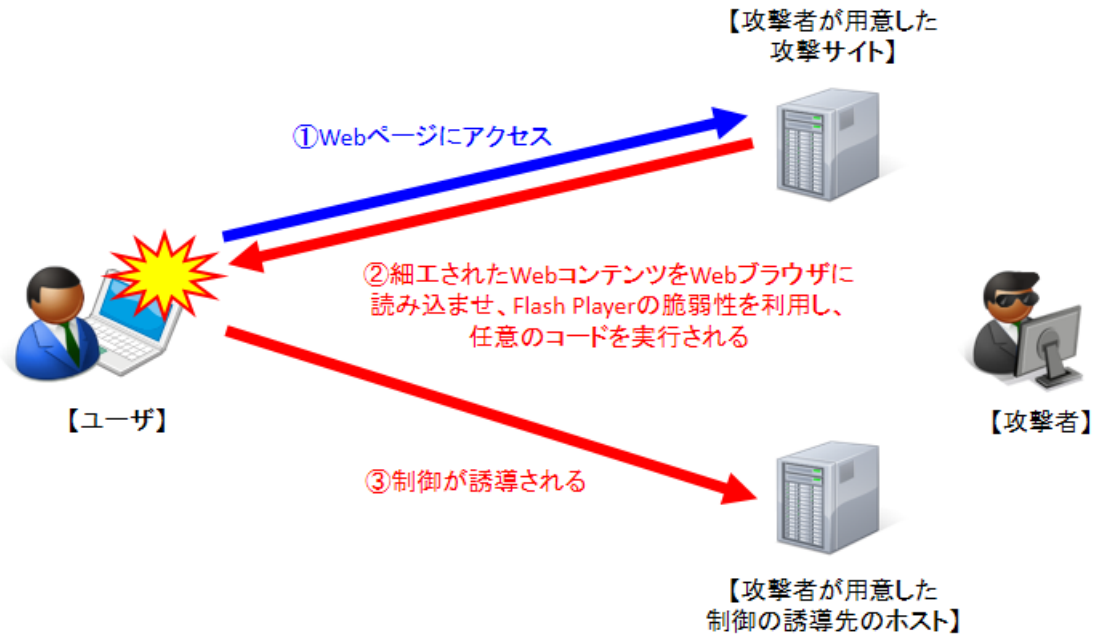 【攻撃者が用意した
攻撃サイト】
①Webページにアクセス
②細工されたWebコンテンツをWebブラウザに
読み込ませ、Flash Playerの脆弱性を利用し、
任意のコードを実行される
【ユーザ】
【攻撃者】
③制御が誘導される
【攻撃者が用意した
制御の誘導先のホスト】